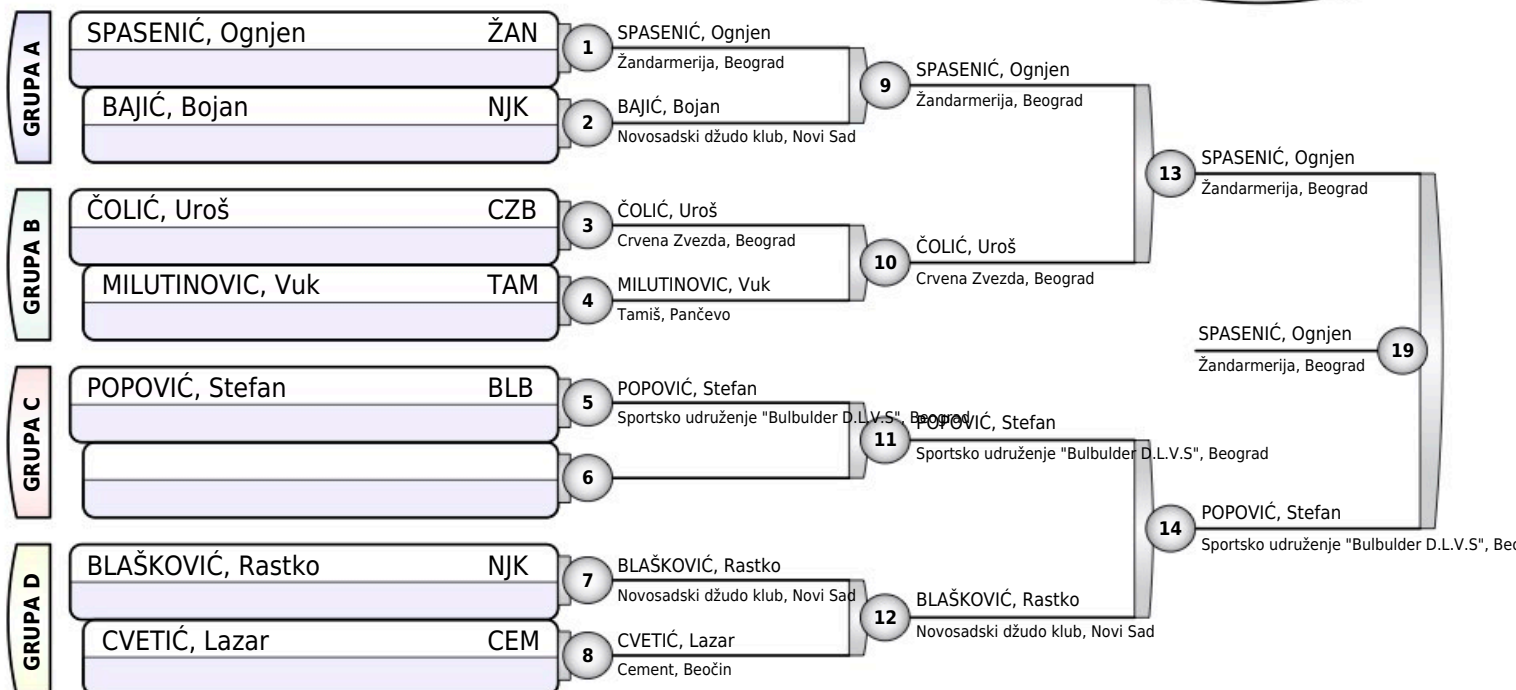 GRUPA A
SPASENIĆ, Ognjen ŽAN
BAJIĆ, Bojan NJK
1
SPASENIĆ, Ognjen
Žandarmerija, Beograd
2
BAJIĆ, Bojan
Novosadski džudo klub, Novi Sad
9
SPASENIĆ, Ognjen
Žandarmerija, Beograd
GRUPA B
ČOLIĆ, Uroš CZB
MILUTINOVIC, Vuk TAM
3
ČOLIĆ, Uroš
Crvena Zvezda, Beograd
4
MILUTINOVIC, Vuk
Tamiš, Pančevo
10
ČOLIĆ, Uroš
Crvena Zvezda, Beograd
13
SPASENIĆ, Ognjen
Žandarmerija, Beograd
GRUPA C
POPOVIĆ, Stefan BLB
5
POPOVIĆ, Stefan
Sportsko udruženje "Bulbulder D.L.V.S", Beograd
6
11
POPOVIĆ, Stefan
Sportsko udruženje "Bulbulder D.L.V.S", Beograd
GRUPA D
BLAŠKOVIĆ, Rastko NJK
CVETIĆ, Lazar CEM
7
BLAŠKOVIĆ, Rastko
Novosadski džudo klub, Novi Sad
8
CVETIĆ, Lazar
Cement, Beočin
12
BLAŠKOVIĆ, Rastko
Novosadski džudo klub, Novi Sad
14
POPOVIĆ, Stefan
Sportsko udruženje "Bulbulder D.L.V.S",
SPASENIĆ, Ognjen
Žandarmerija, Beograd
19